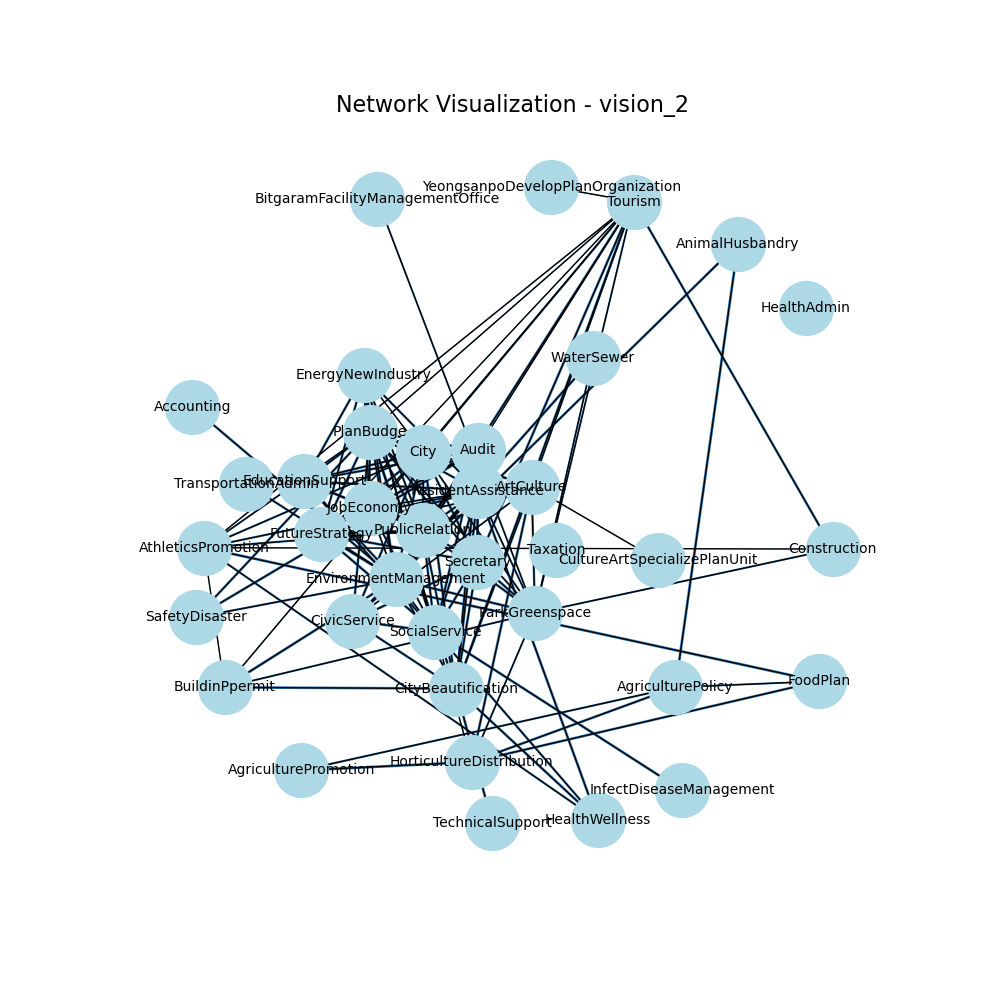 Network Visualization - vision_2
YeongsanpoDevelopPlanOrganization
BitgaramFacilityManagementOffice
Tourism
AnimalHusbandry
HealthAdmin
WaterSewer
EnergyNewIndustry
Accounting
PlanBudget
City
Audit
EducationSupport
TransportationAdmin
ResidentAssistance
ArtCulture
JobEconomy
PublicRelation
FutureStrategy
AthleticsPromotion
Taxation
Construction
Secretary
CultureArtSpecializePlanUnit
EnvironmentManagement
SafetyDisaster
CivicService
ParkGreenspace
SocialService
BuildinPpermit
CityBeautification
AgriculturePolicy
FoodPlan
HorticultureDistribution
AgriculturePromotion
InfectDiseaseManagement
TechnicalSupport
HealthWellness